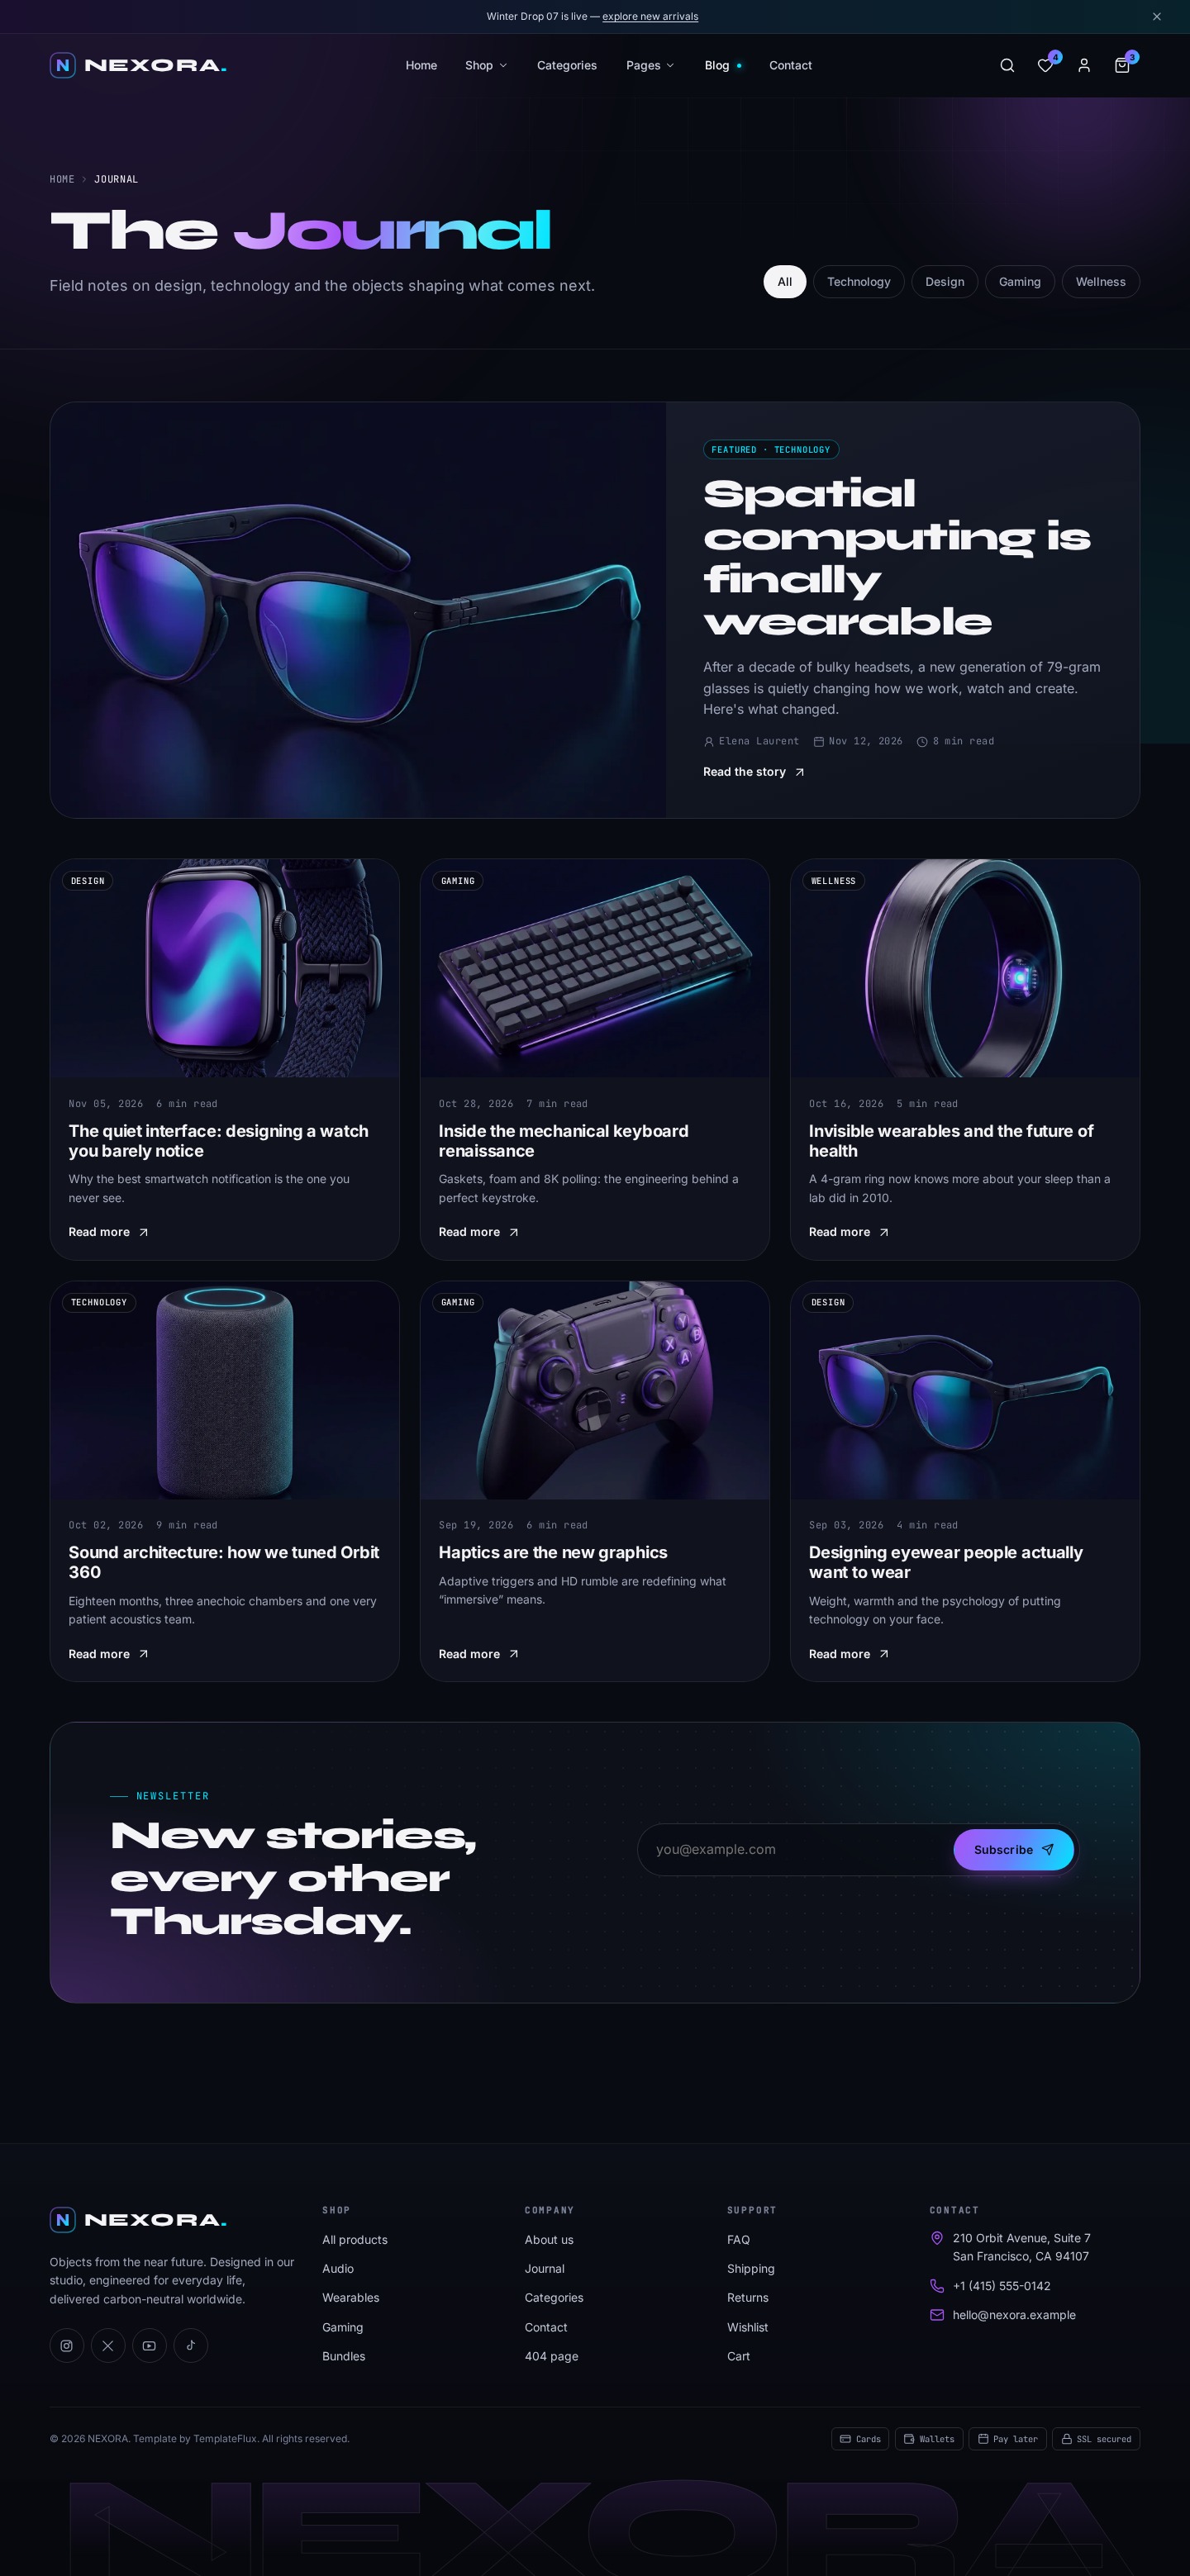 Winter Drop 07 is live — explore new arrivals
N NEXORA.
Home Shop Categories Pages Blog Contact
4 3
HOME > JOURNAL
The Journal
Field notes on design, technology and the objects shaping what comes next.
All Technology Design Gaming Wellness
FEATURED · TECHNOLOGY
Spatial
computing is
finally
wearable
After a decade of bulky headsets, a new generation of 79-gram
glasses is quietly changing how we work, watch and create.
Here's what changed.
Elena Laurent Nov 12, 2026 8 min read
Read the story
DESIGN
Nov 05, 2026 6 min read
The quiet interface: designing a watch
you barely notice
Why the best smartwatch notification is the one you
never see.
Read more
GAMING
Oct 28, 2026 7 min read
Inside the mechanical keyboard
renaissance
Gaskets, foam and 8K polling: the engineering behind a
perfect keystroke.
Read more
WELLNESS
Oct 16, 2026 5 min read
Invisible wearables and the future of
health
A 4-gram ring now knows more about your sleep than a
lab did in 2010.
Read more
TECHNOLOGY
Oct 02, 2026 9 min read
Sound architecture: how we tuned Orbit
360
Eighteen months, three anechoic chambers and one very
patient acoustics team.
Read more
GAMING
Y
B
X
A
Sep 19, 2026 6 min read
Haptics are the new graphics
Adaptive triggers and HD rumble are redefining what
“immersive” means.
Read more
DESIGN
Sep 03, 2026 4 min read
Designing eyewear people actually
want to wear
Weight, warmth and the psychology of putting
technology on your face.
Read more
NEWSLETTER
New stories,
every other
Thursday.
you@example.com
Subscribe
N NEXORA.
Objects from the near future. Designed in our
studio, engineered for everyday life,
delivered carbon-neutral worldwide.
SHOP
All products
Audio
Wearables
Gaming
Bundles
COMPANY
About us
Journal
Categories
Contact
404 page
SUPPORT
FAQ
Shipping
Returns
Wishlist
Cart
CONTACT
210 Orbit Avenue, Suite 7
San Francisco, CA 94107
+1 (415) 555-0142
hello@nexora.example
© 2026 NEXORA. Template by TemplateFlux. All rights reserved.
Cards Wallets Pay later SSL secured
NEXORA